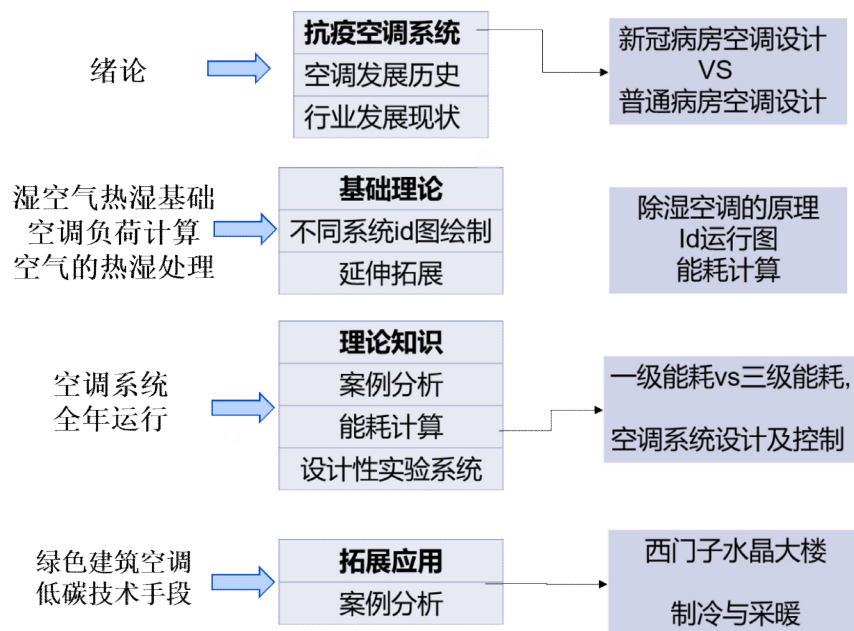 绪论
抗疫空调系统
空调发展历史
行业发展现状
新冠病房空调设计
VS
普通病房空调设计
湿空气热湿基础
空调负荷计算
空气的热湿处理
基础理论
不同系统id图绘制
延伸拓展
除湿空调的原理
Id运行图
能耗计算
空调系统
全年运行
理论知识
案例分析
能耗计算
设计性实验系统
一级能耗vs三级能耗,
空调系统设计及控制
绿色建筑空调
低碳技术手段
拓展应用
案例分析
西门子水晶大楼
制冷与采暖